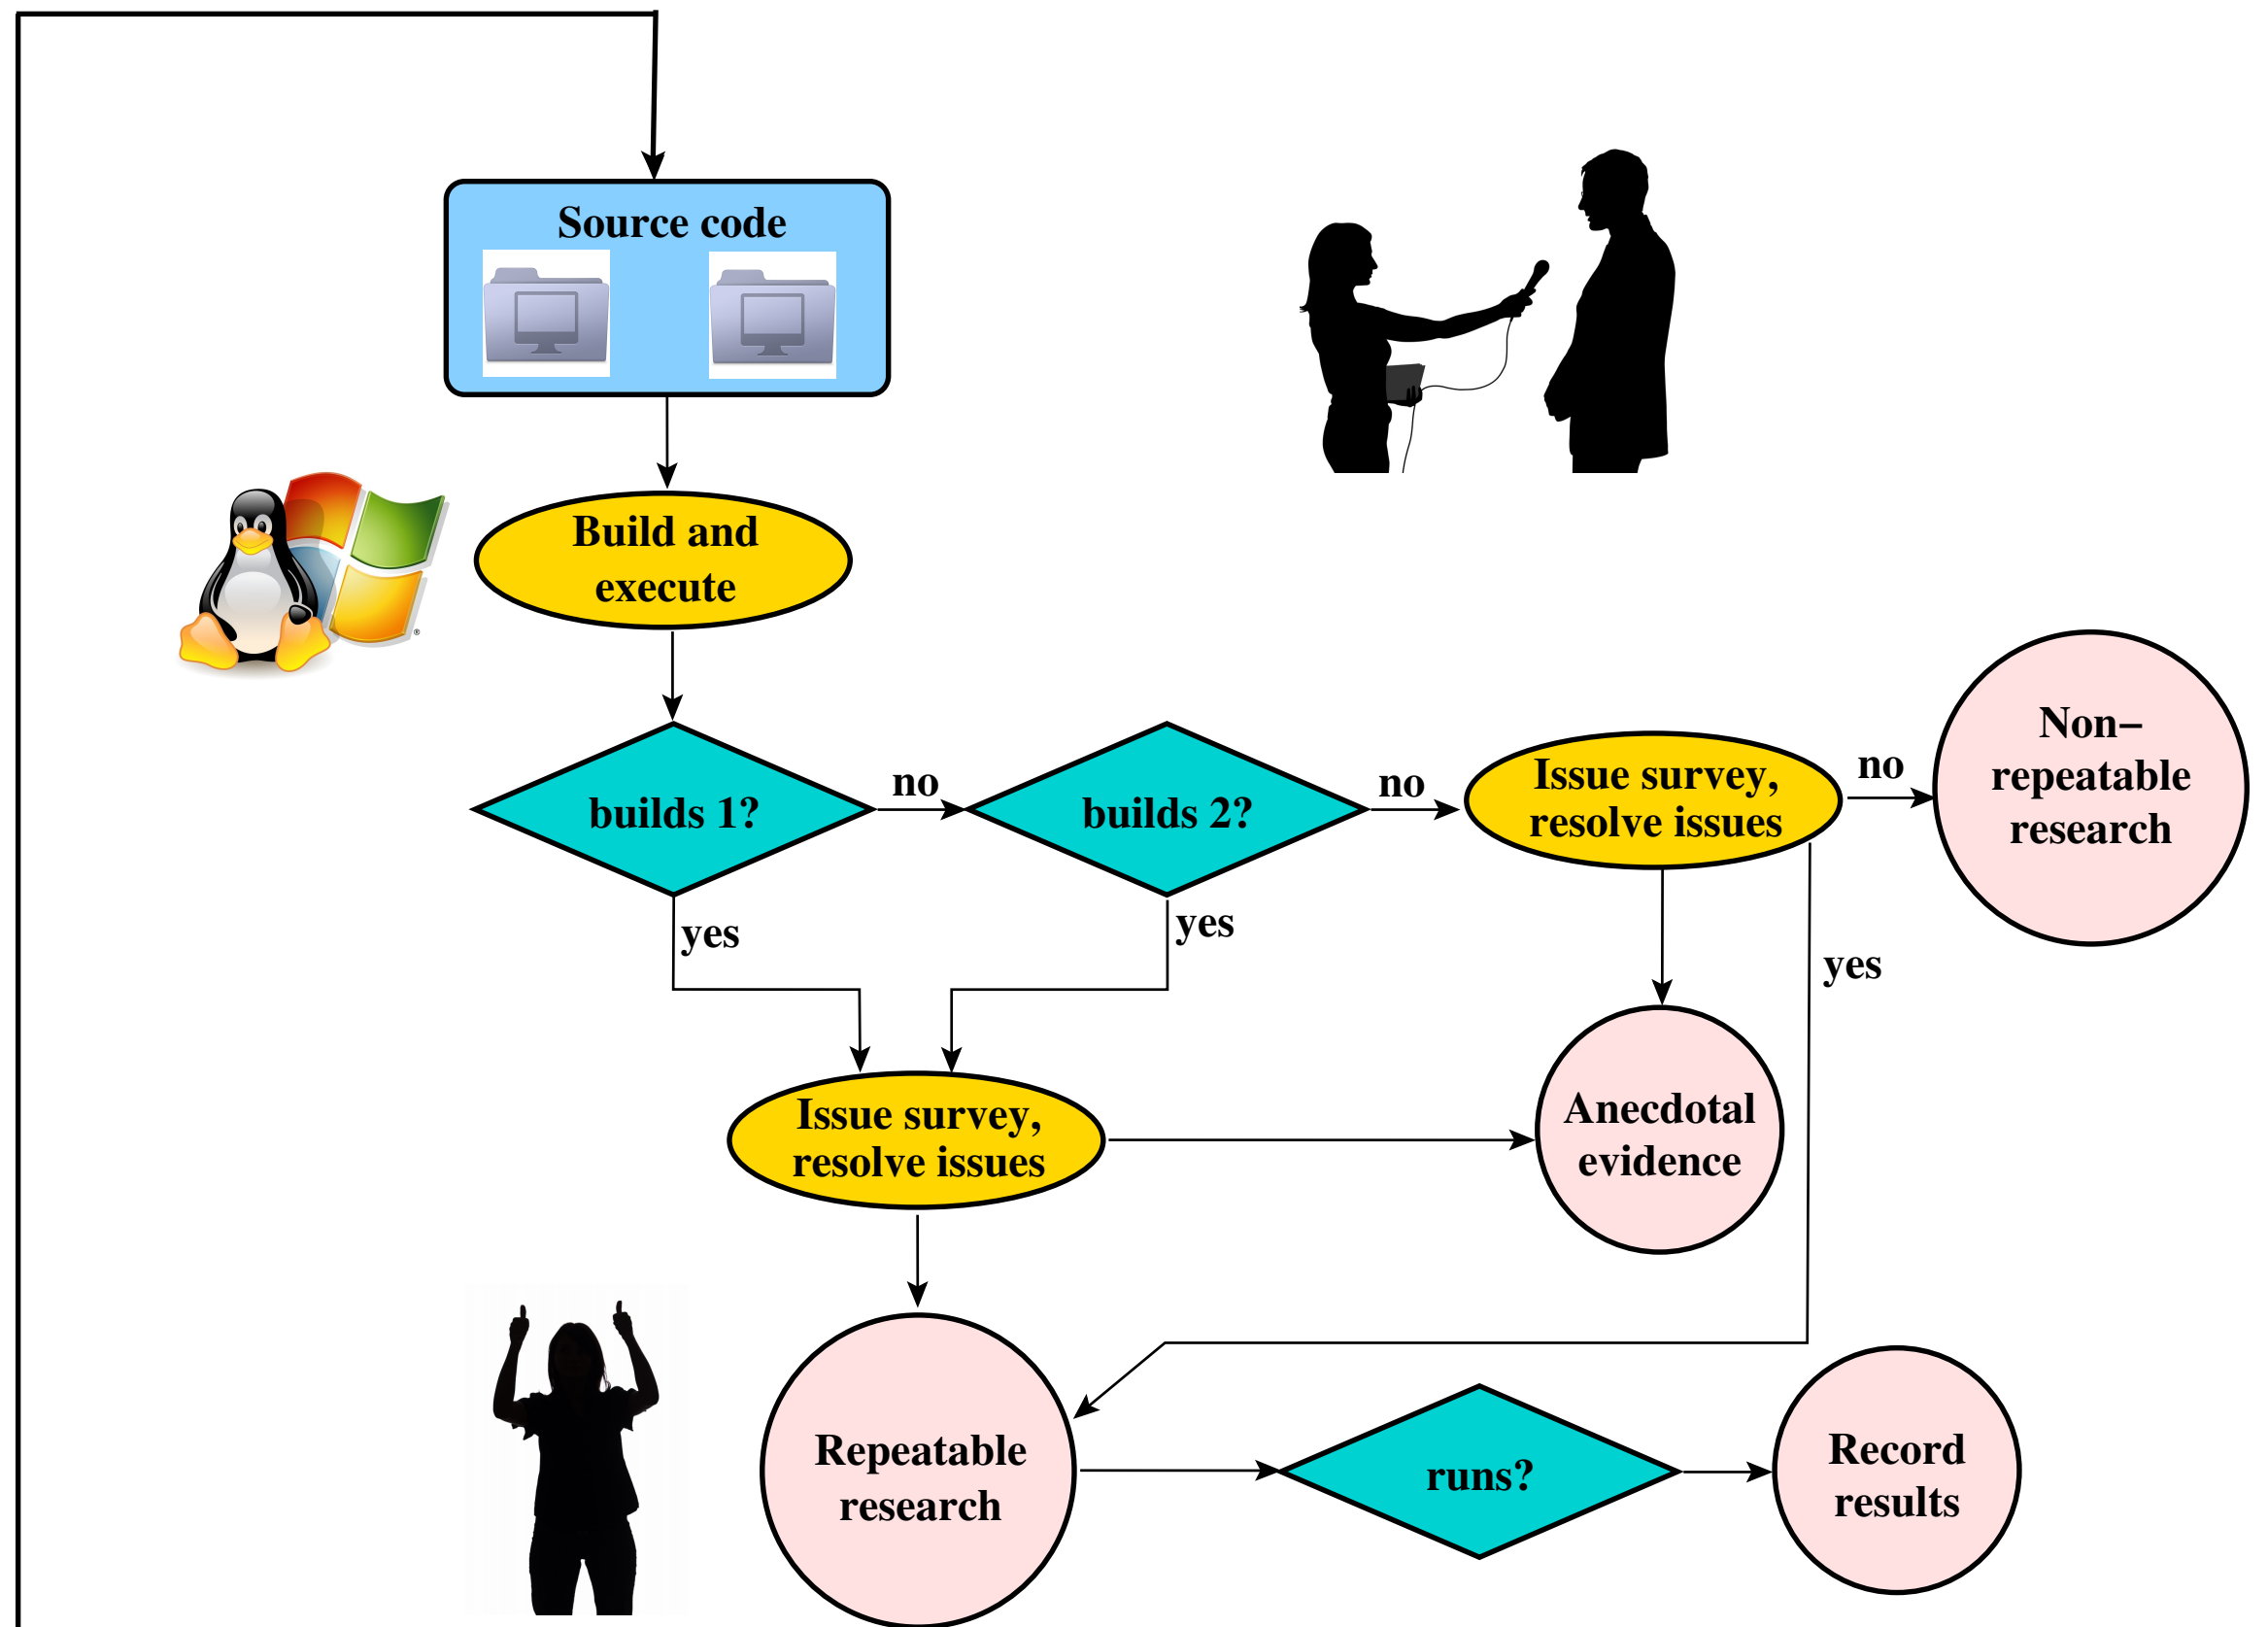 Source code
Build and
execute
builds 1?
no
builds 2?
no
Issue survey,
resolve issues
no
Non–
repeatable
research
yes
yes
yes
Issue survey,
resolve issues
Anecdotal
evidence
Repeatable
research
runs?
Record
results